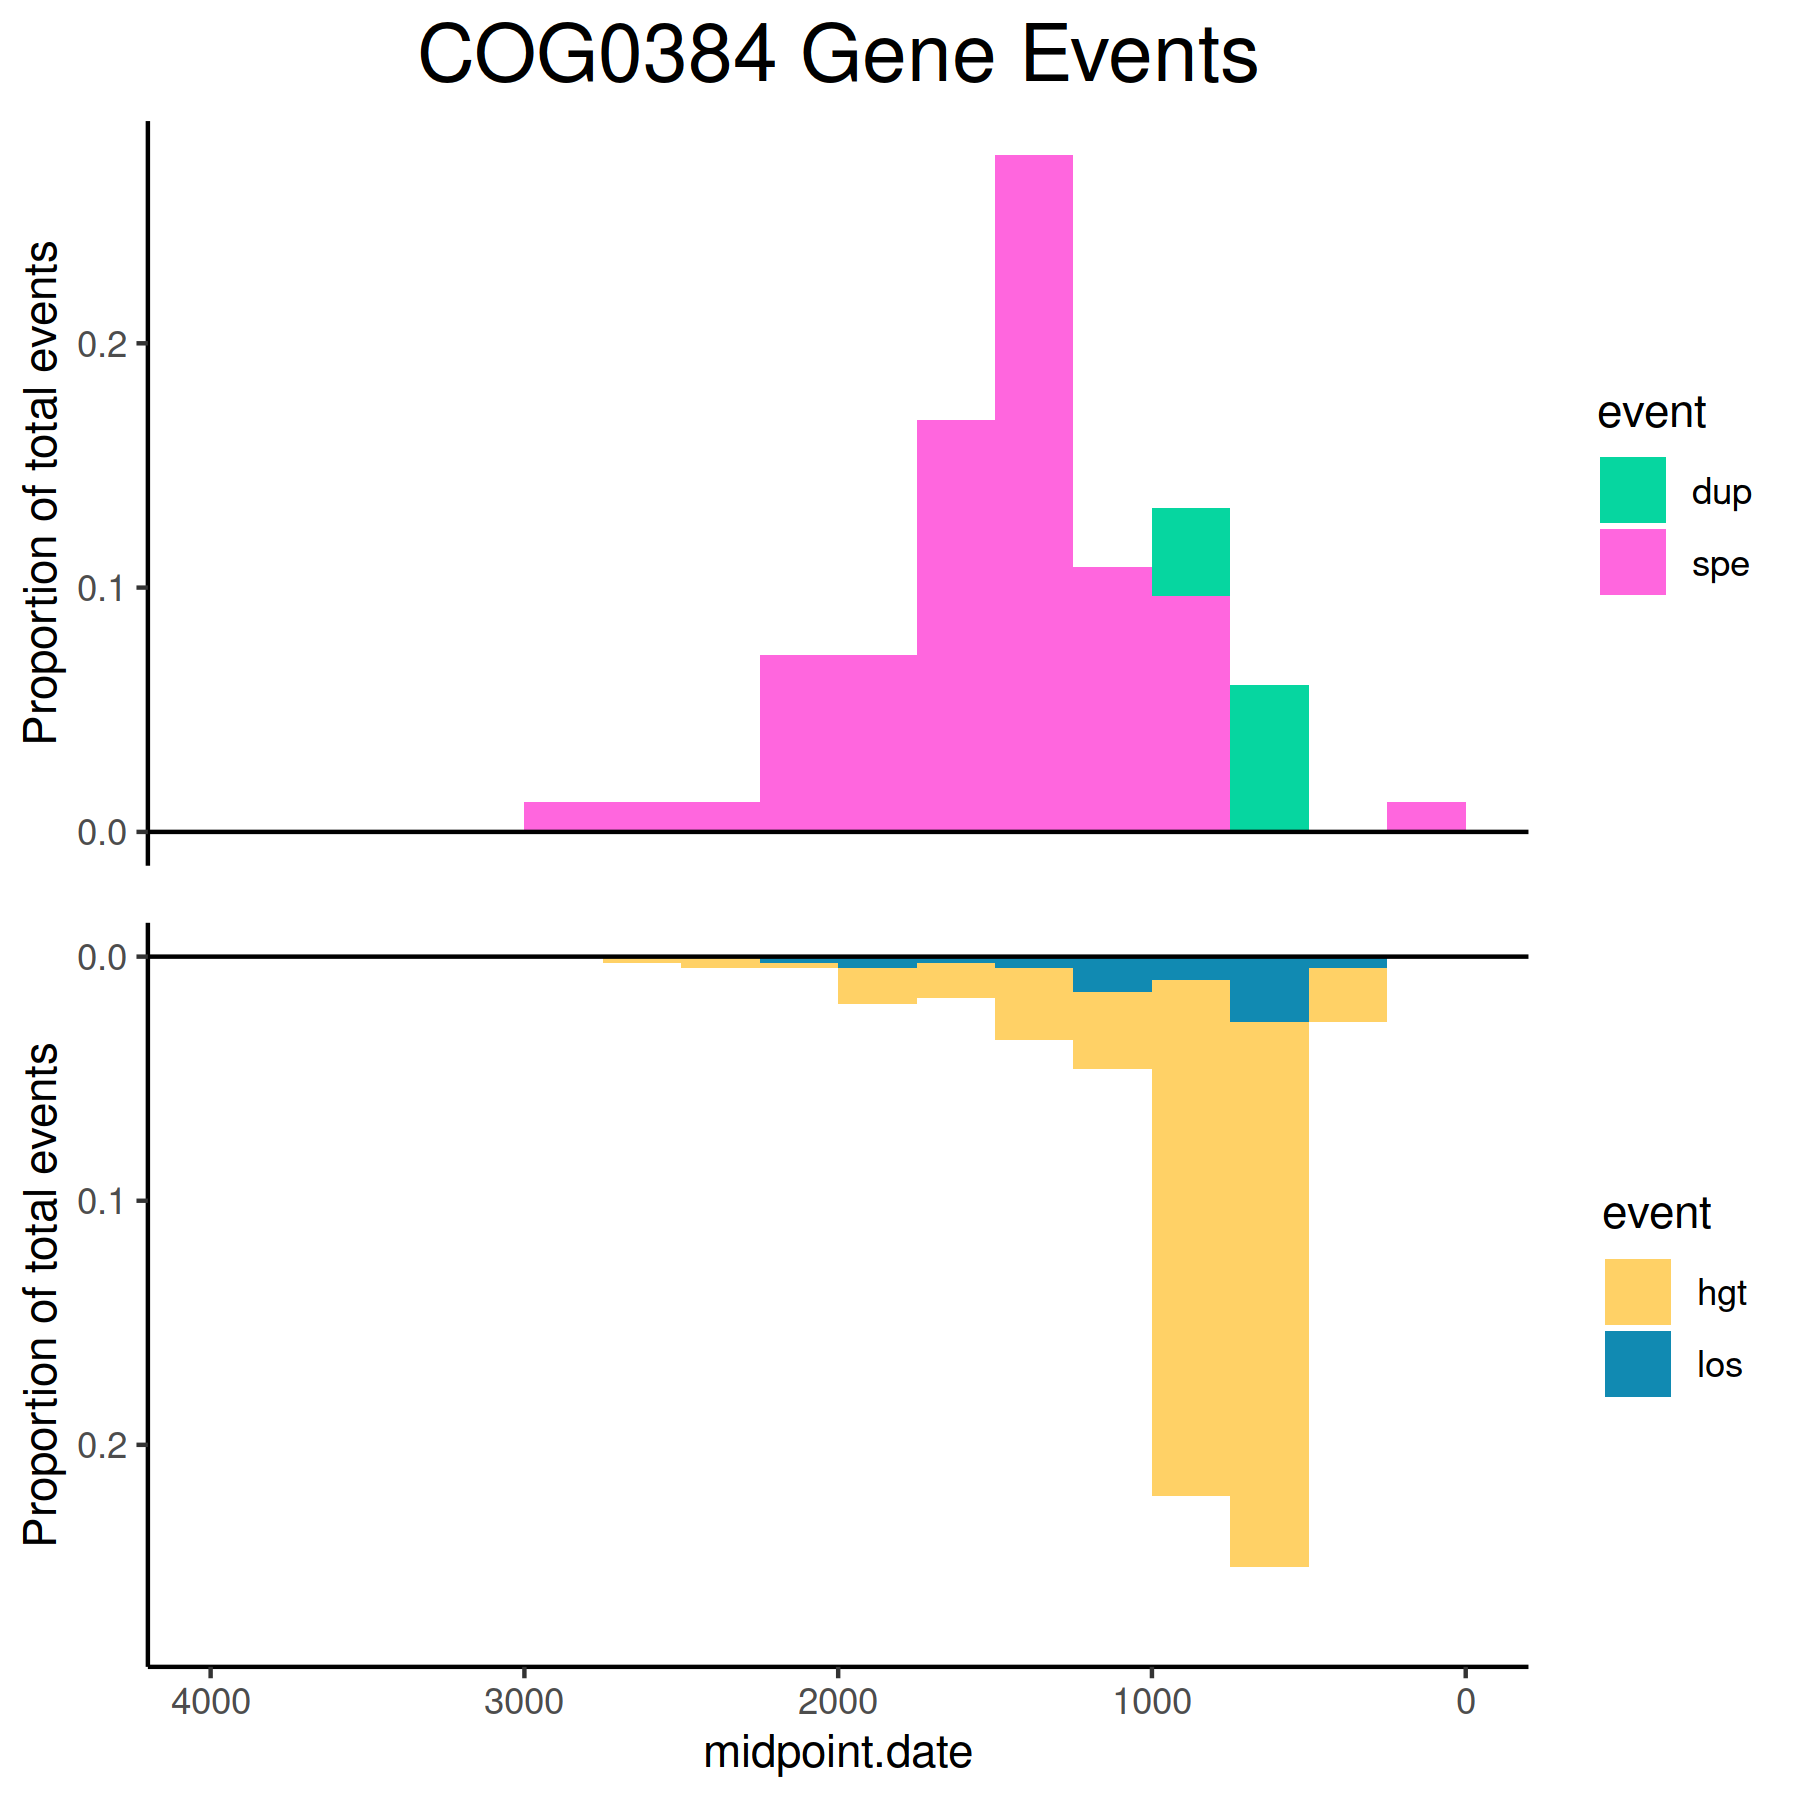 COG0384 Gene Events
Proportion of total events
0.2
0.1
0.0
event
dup
spe
Proportion of total events
0.0
0.1
0.2
event
hgt
los
4000 3000 2000 1000 0
midpoint.date